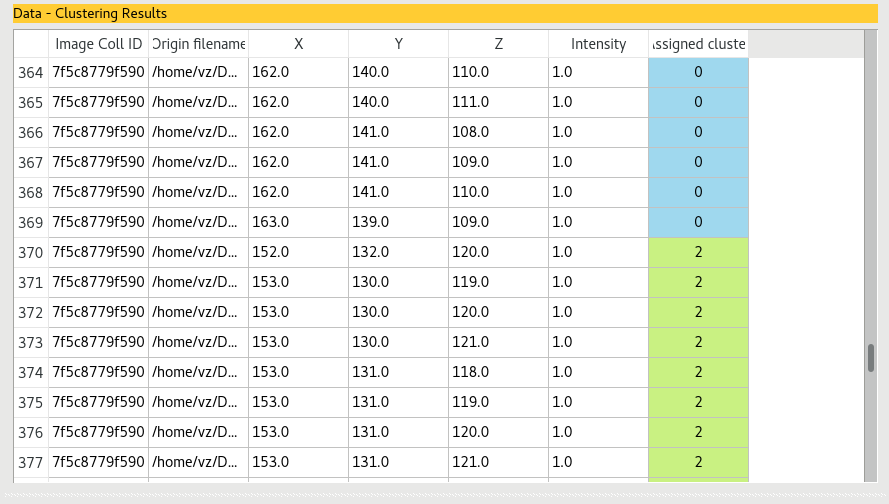 Data - Clustering Results
Image Coll ID Origin filename X Y Z Intensity Assigned cluste
364 7f5c8779f590 /home/vz/D... 162.0 140.0 110.0 1.0 0
365 7f5c8779f590 /home/vz/D... 162.0 140.0 111.0 1.0 0
366 7f5c8779f590 /home/vz/D... 162.0 141.0 108.0 1.0 0
367 7f5c8779f590 /home/vz/D... 162.0 141.0 109.0 1.0 0
368 7f5c8779f590 /home/vz/D... 162.0 141.0 110.0 1.0 0
369 7f5c8779f590 /home/vz/D... 163.0 139.0 109.0 1.0 0
370 7f5c8779f590 /home/vz/D... 152.0 132.0 120.0 1.0 2
371 7f5c8779f590 /home/vz/D... 153.0 130.0 119.0 1.0 2
372 7f5c8779f590 /home/vz/D... 153.0 130.0 120.0 1.0 2
373 7f5c8779f590 /home/vz/D... 153.0 130.0 121.0 1.0 2
374 7f5c8779f590 /home/vz/D... 153.0 131.0 118.0 1.0 2
375 7f5c8779f590 /home/vz/D... 153.0 131.0 119.0 1.0 2
376 7f5c8779f590 /home/vz/D... 153.0 131.0 120.0 1.0 2
377 7f5c8779f590 /home/vz/D... 153.0 131.0 121.0 1.0 2